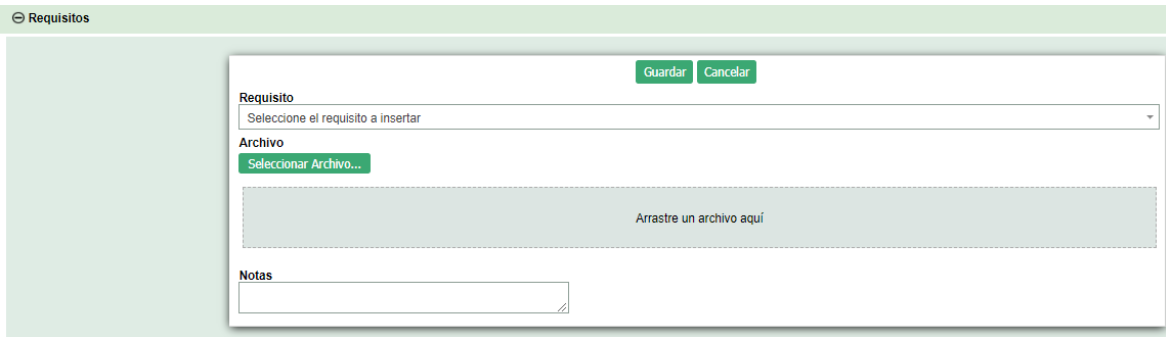 Requisitos
Guardar Cancelar
Requisito
Seleccione el requisito a insertar
Archivo
Seleccionar Archivo...
Arrastre un archivo aquí
Notas